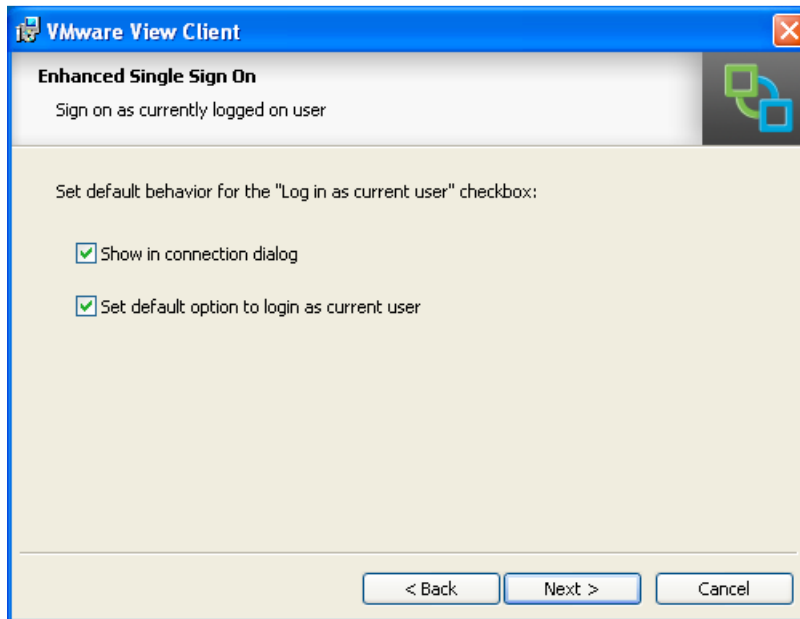 VMware View Client
Enhanced Single Sign On
Sign on as currently logged on user
Set default behavior for the "Log in as current user" checkbox:
Show in connection dialog
Set default option to login as current user
< Back
Next >
Cancel